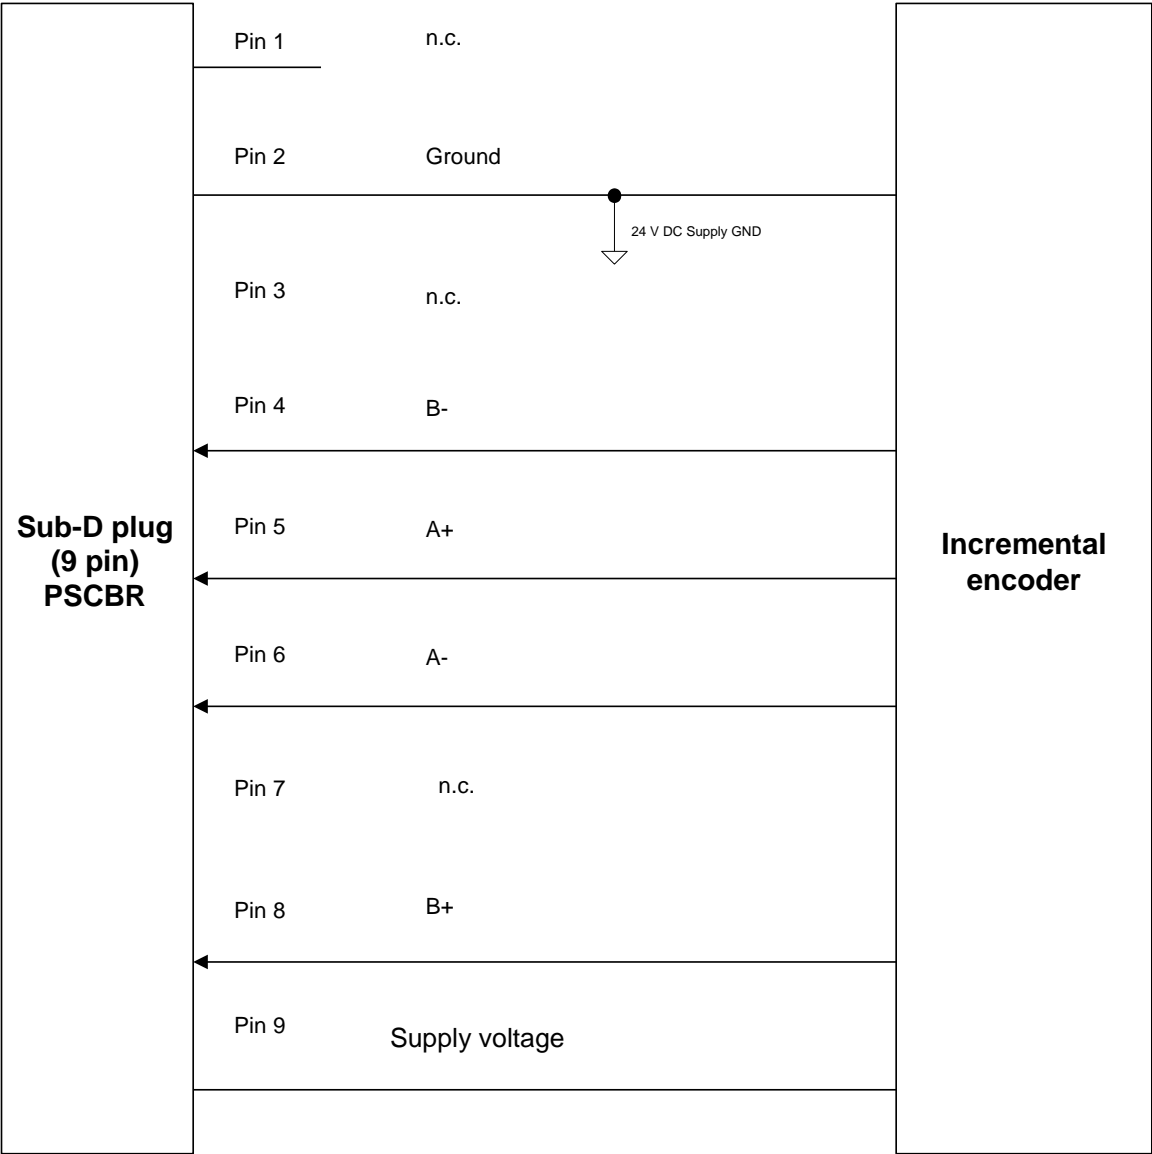 Pin 1 n.c.
Pin 2 Ground
24 V DC Supply GND
Pin 3 n.c.
Pin 4 B-
Sub-D plug
(9 pin)
PSCBR
Pin 5 A+
Incremental
encoder
Pin 6 A-
Pin 7 n.c.
Pin 8 B+
Pin 9 Supply voltage